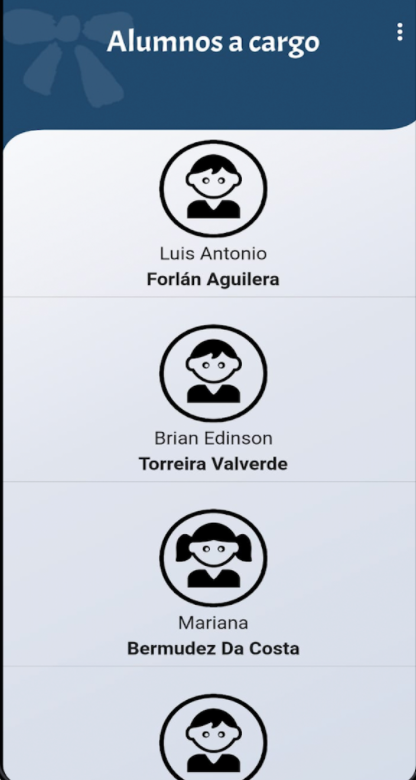 Alumnos a cargo
Luis Antonio
Forlán Aguilera
Brian Edinson
Torreira Valverde
Mariana
Bermudez Da Costa